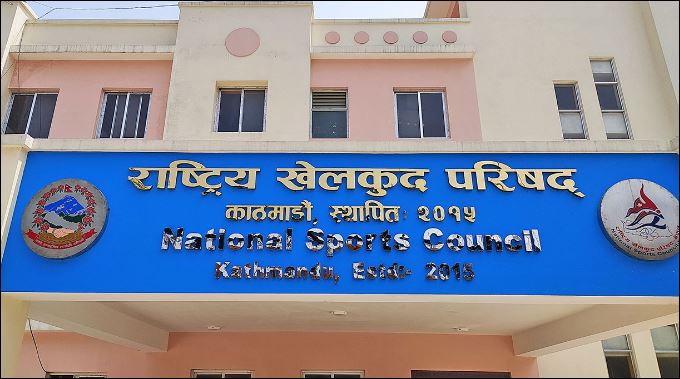 राष्ट्रिय खेलकुद परिषद्
काठमाडौं, स्थापित: २०१५
National Sports Council
Kathmandu, Estd:- 2015